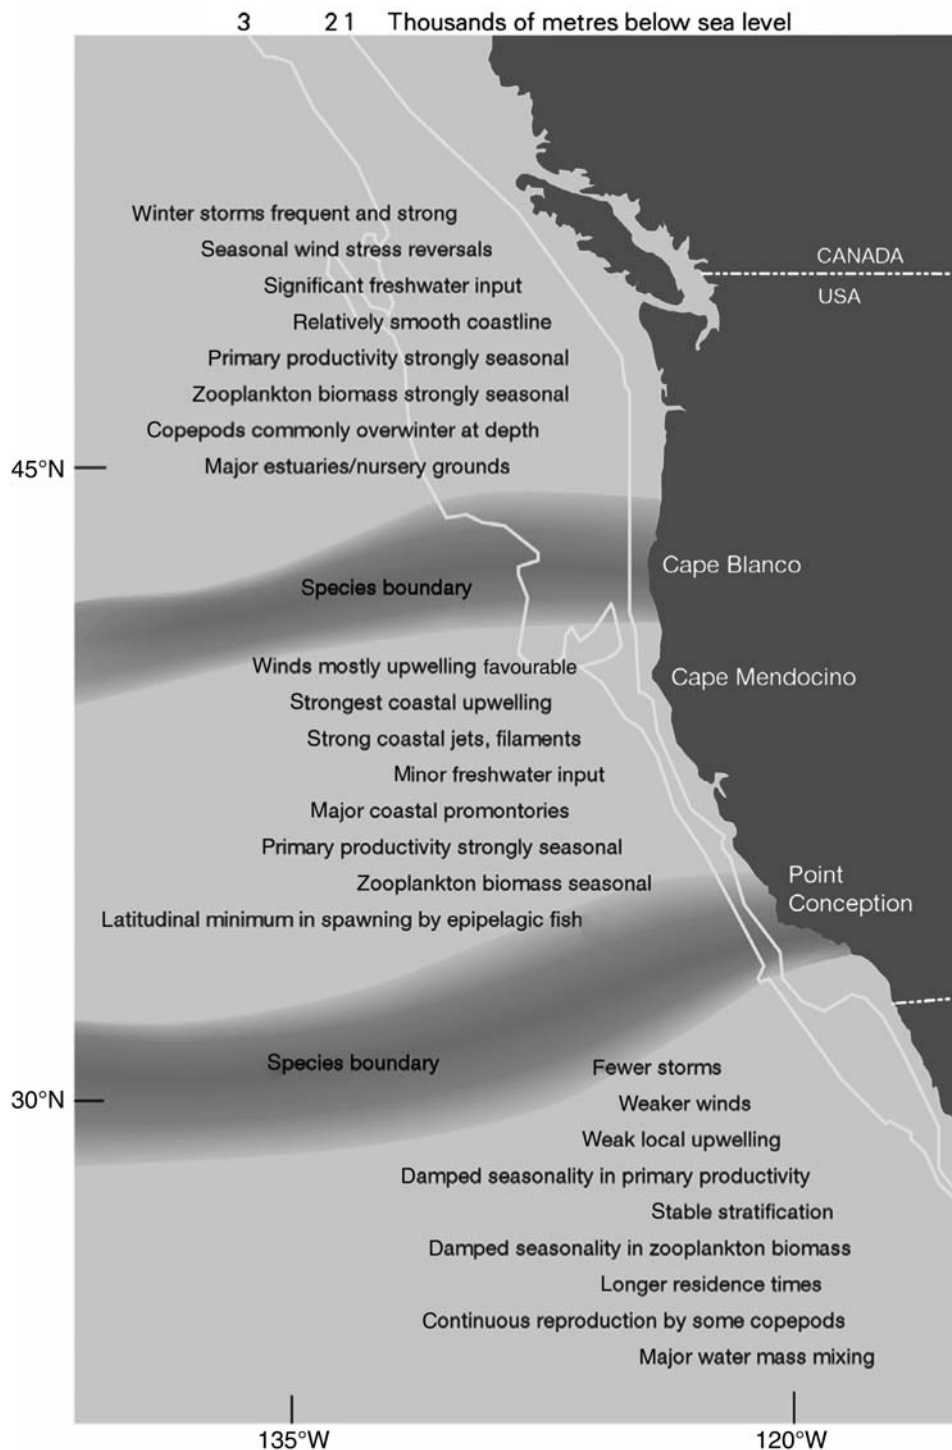 3 2 1 Thousands of metres below sea level
Winter storms frequent and strong
Seasonal wind stress reversals
CANADA
Significant freshwater input
USA
Relatively smooth coastline
Primary productivity strongly seasonal
Zooplankton biomass strongly seasonal
Copepods commonly overwinter at depth
45°N
Major estuaries/nursery grounds
Cape Blanco
Species boundary
Winds mostly upwelling favourable
Cape Mendocino
Strongest coastal upwelling
Strong coastal jets, filaments
Minor freshwater input
Major coastal promontories
Primary productivity strongly seasonal
Zooplankton biomass seasonal
Point
Conception
Latitudinal minimum in spawning by epipelagic fish
Species boundary
Fewer storms
30°N
Weaker winds
Weak local upwelling
Damped seasonality in primary productivity
Stable stratification
Damped seasonality in zooplankton biomass
Longer residence times
Continuous reproduction by some copepods
Major water mass mixing
135°W
120°W